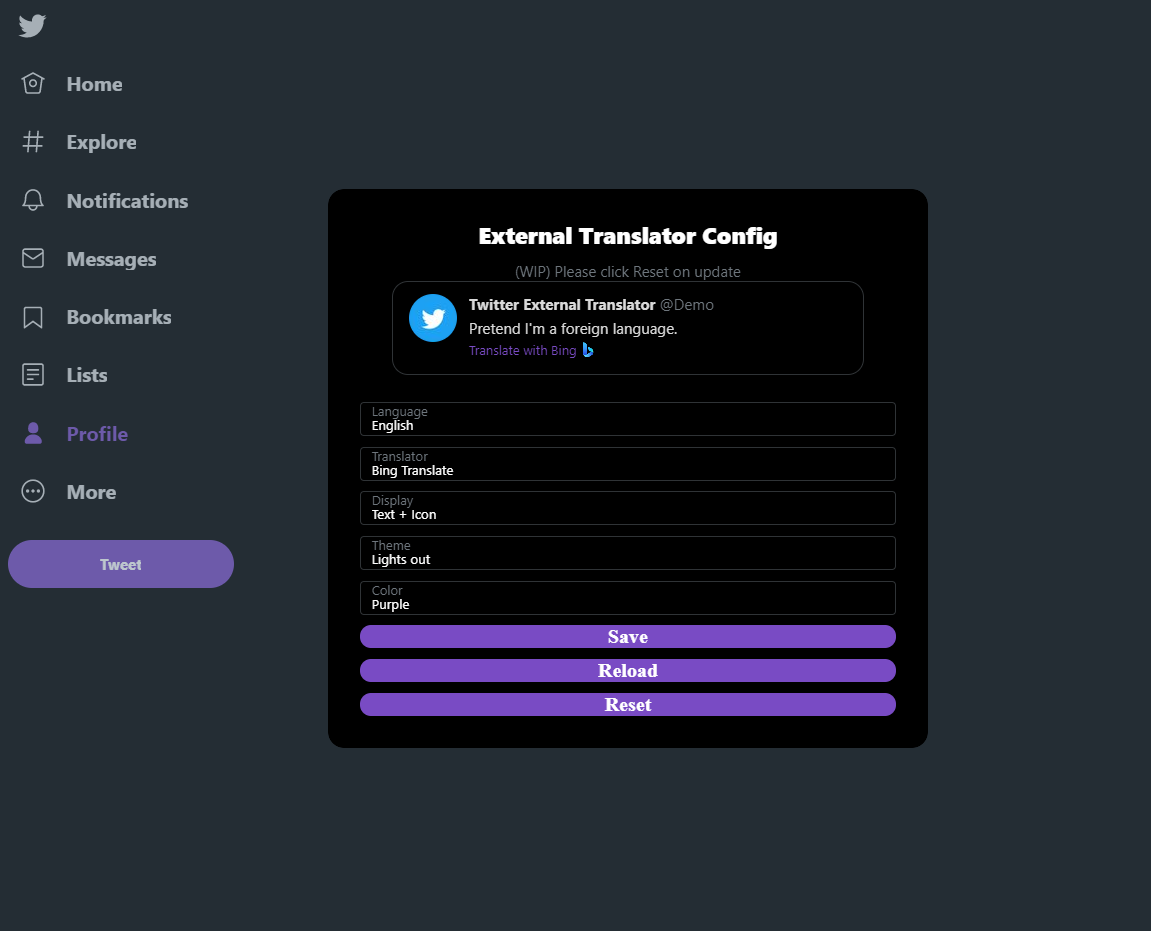 Home
Explore
Notifications
Messages
Bookmarks
Lists
Profile
More
Tweet
External Translator Config
(WIP) Please click Reset on update
Twitter External Translator @Demo
Pretend I'm a foreign language.
Translate with Bing
Language
English
Translator
Bing Translate
Display
Text + Icon
Theme
Lights out
Color
Purple
Save
Reload
Reset